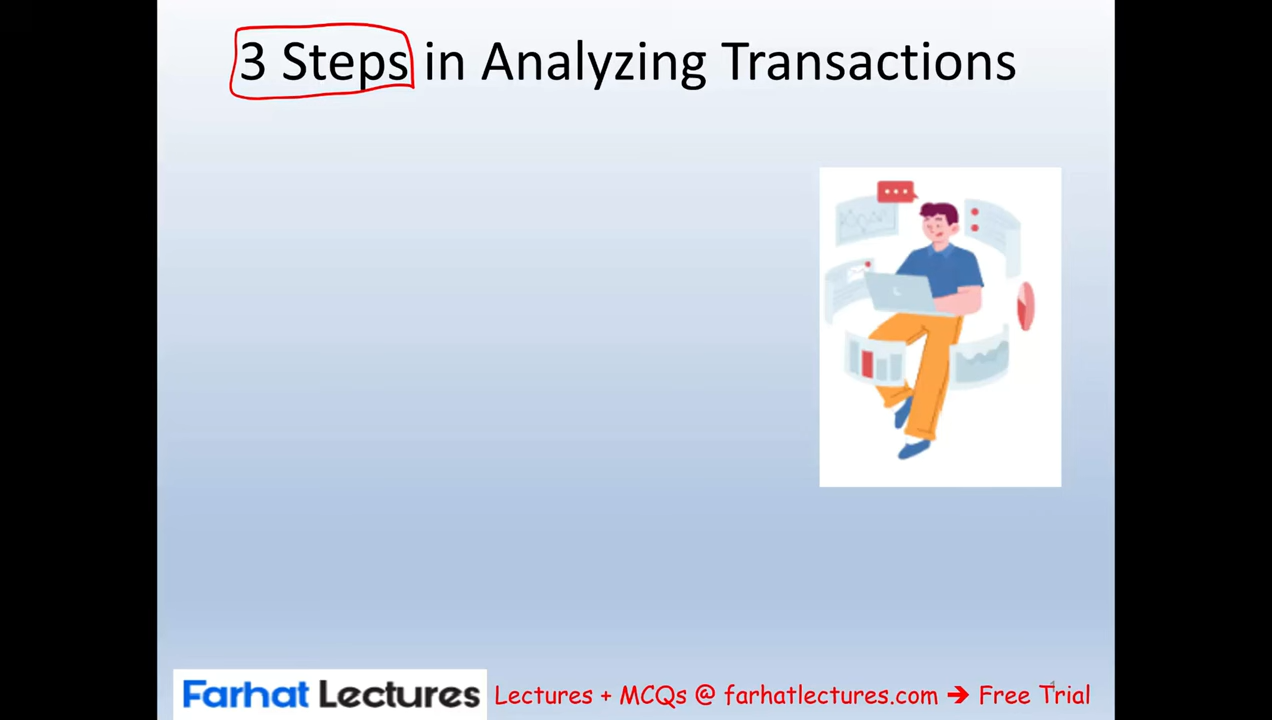 3 Steps in Analyzing Transactions
Farhat Lectures
Lectures + MCQs @ farhatlectures.com → Free Trial